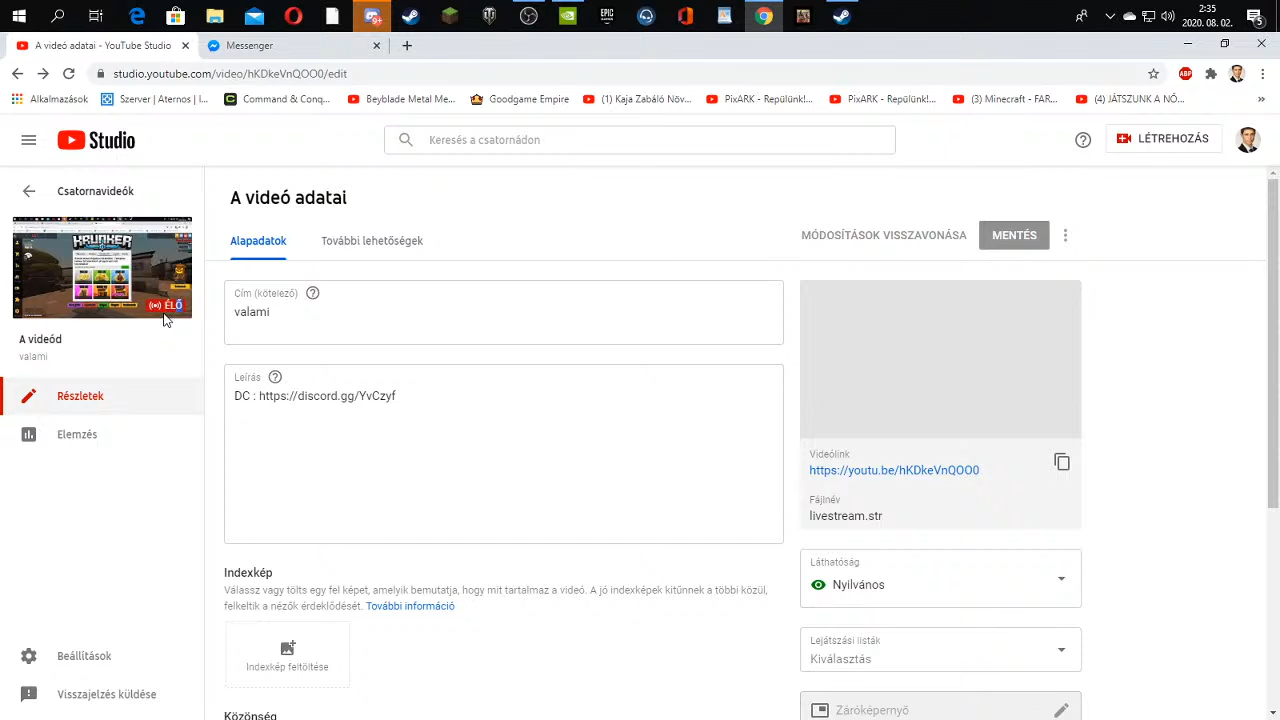 EPIC
2:35
2020. 08. 02.
A videó adatai - YouTube Studio
Messenger
studio.youtube.com/video/hKDkeVnQOO0/edit
ABP
Alkalmazások
Szerver | Aternos | I...
Command & Conq...
Beyblade Metal Me...
Goodgame Empire
(1) Kaja Zabáló Növ...
PixARK - Repülünk!...
PixARK - Repülünk!...
(3) Minecraft - FAR...
(4) JÁTSZUNK A NŐ...
»
Studio
Keresés a csatornádon
LÉTREHOZÁS
Csatornavideók
A videó adatai
KRUNKER
ÉLŐ
Alapadatok
További lehetőségek
MÓDOSÍTÁSOK VISSZAVONÁSA
MENTÉS
Cím (kötelező)
valami
A videód
valami
Leírás
DC : https://discord.gg/YvCzyf
Részletek
Elemzés
Videólink
https://youtu.be/hKDkeVnQOO0
Fájlnév
livestream.str
Láthatóság
Nyilvános
Indexkép
Válassz vagy tölts egy fel képet, amelyik bemutatja, hogy mit tartalmaz a videó. A jó indexképek kitűnnek a többi közül,
felkeltik a nézők érdeklődését. További információ
Indexkép feltöltése
Lejátszási listák
Kiválasztás
Beállítások
Visszajelzés küldése
Záróképernyő
Közönség